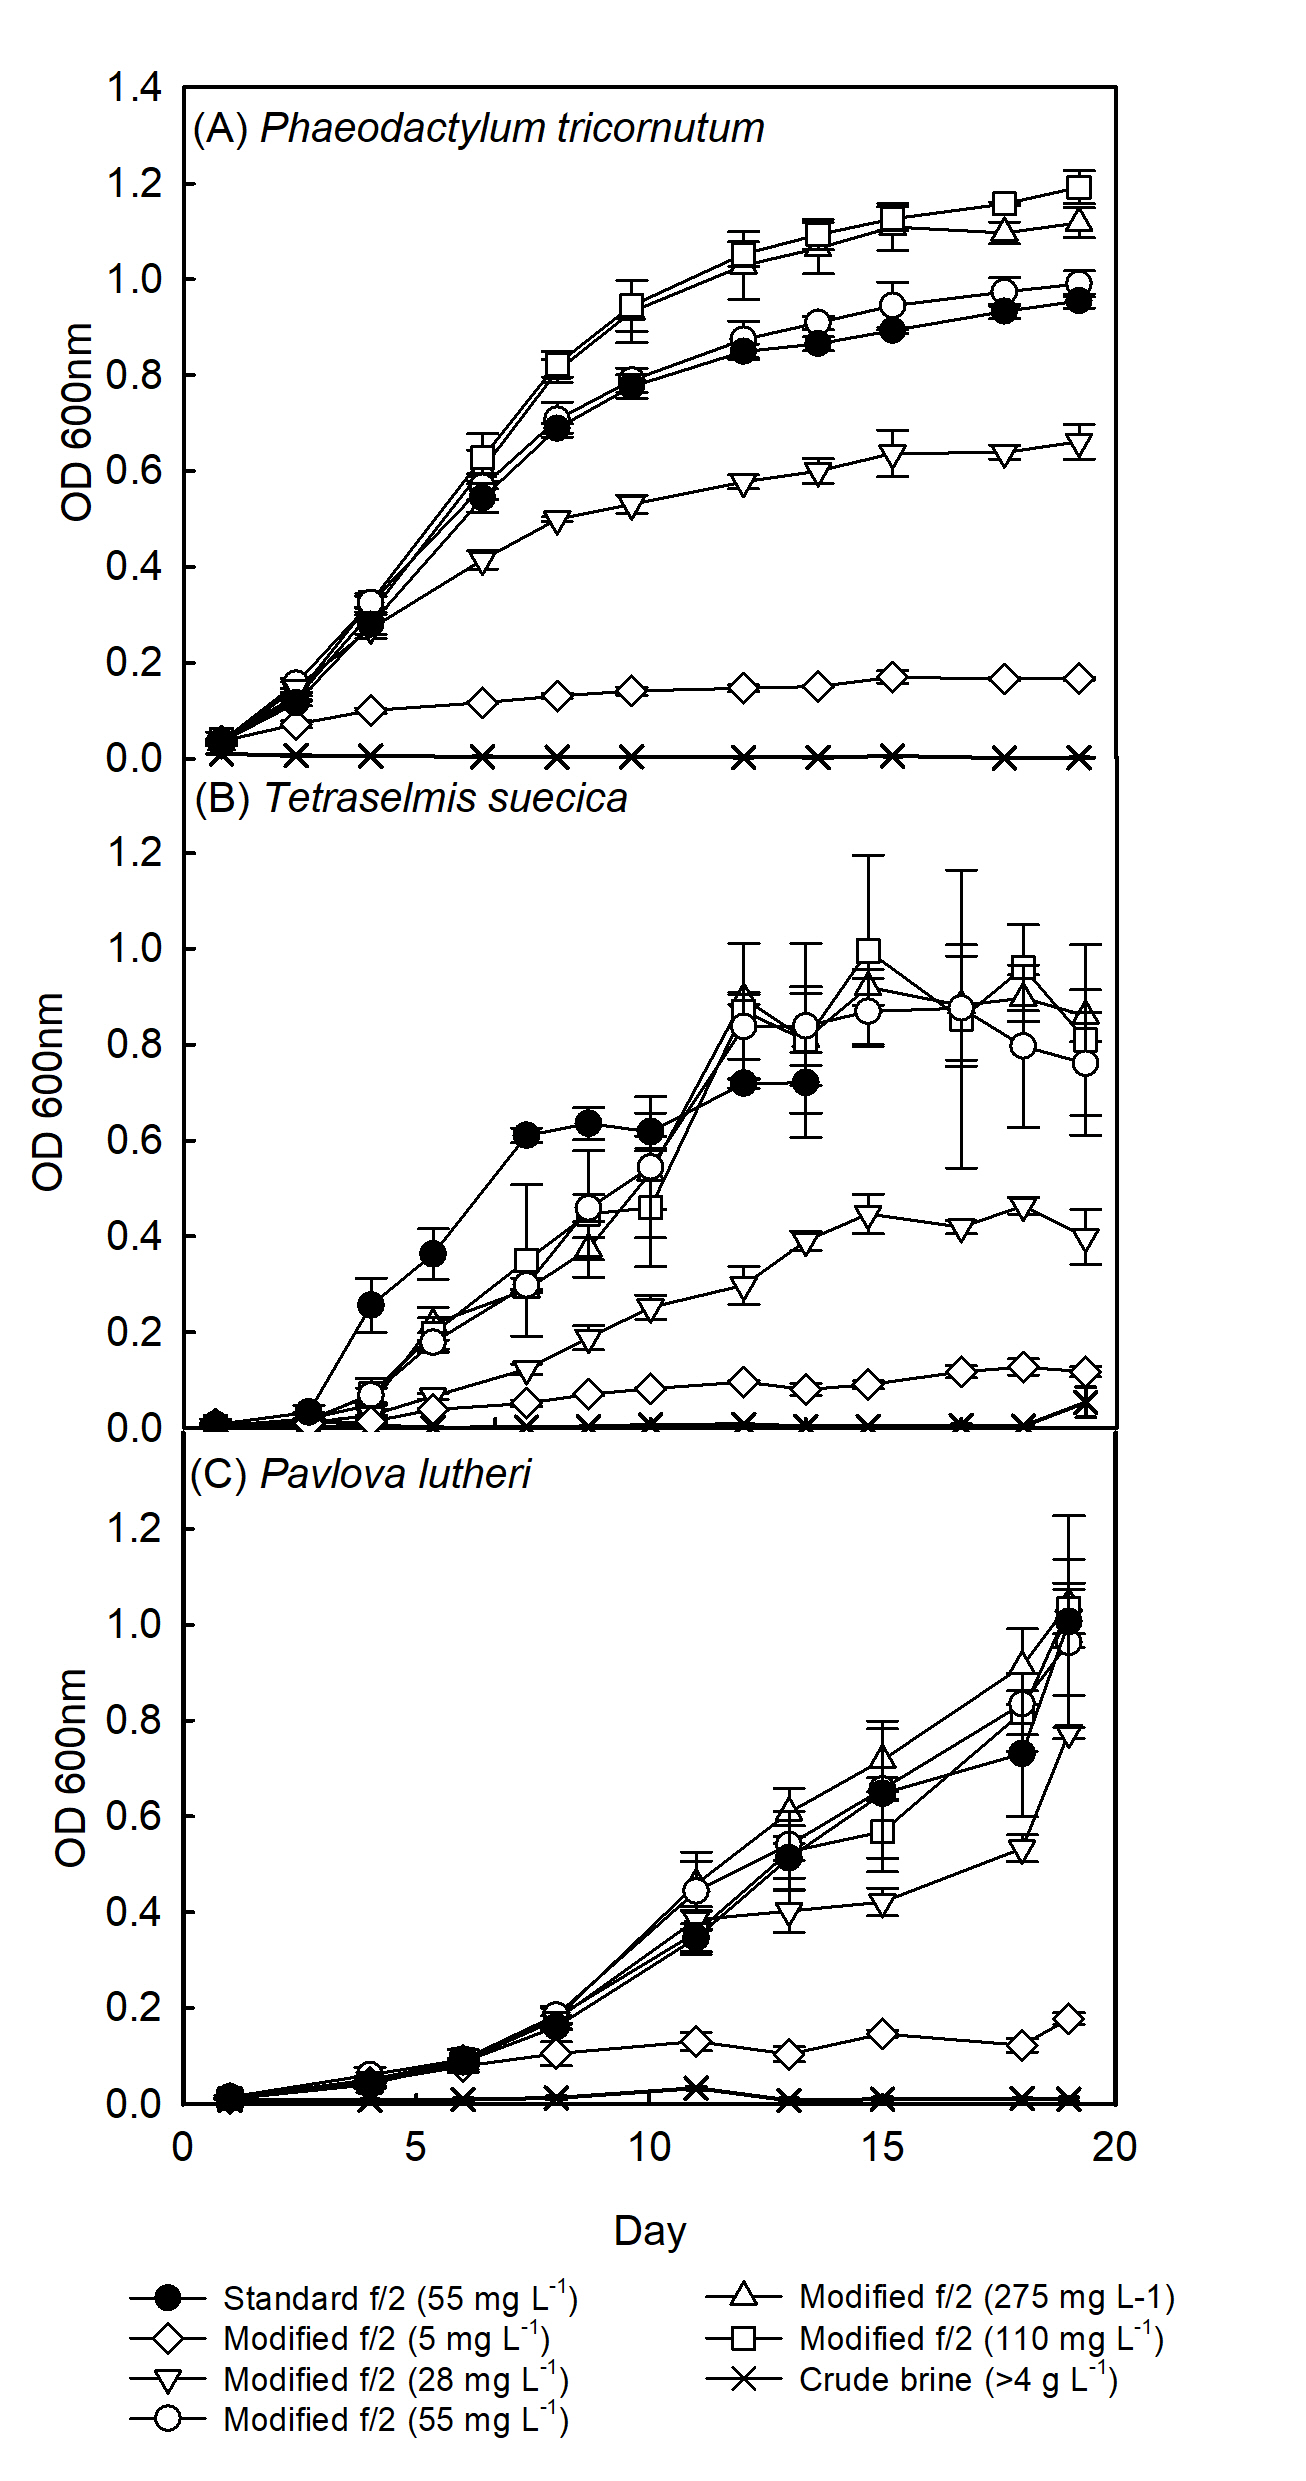 1.4
(A) Phaeodactylum tricornutum
1.2
1.0
0.8
0.6
0.4
0.2
0.0
OD 600nm
(B) Tetraselmis suecica
1.2
1.0
0.8
0.6
0.4
0.2
0.0
OD 600nm
(C) Pavlova lutheri
1.2
1.0
0.8
0.6
0.4
0.2
0.0
OD 600nm
0 5 10 15 20
Day
Standard f/2 (55 mg L⁻¹)
Modified f/2 (5 mg L⁻¹)
Modified f/2 (28 mg L⁻¹)
Modified f/2 (55 mg L⁻¹)
Modified f/2 (275 mg L-1)
Modified f/2 (110 mg L⁻¹)
Crude brine (>4 g L⁻¹)